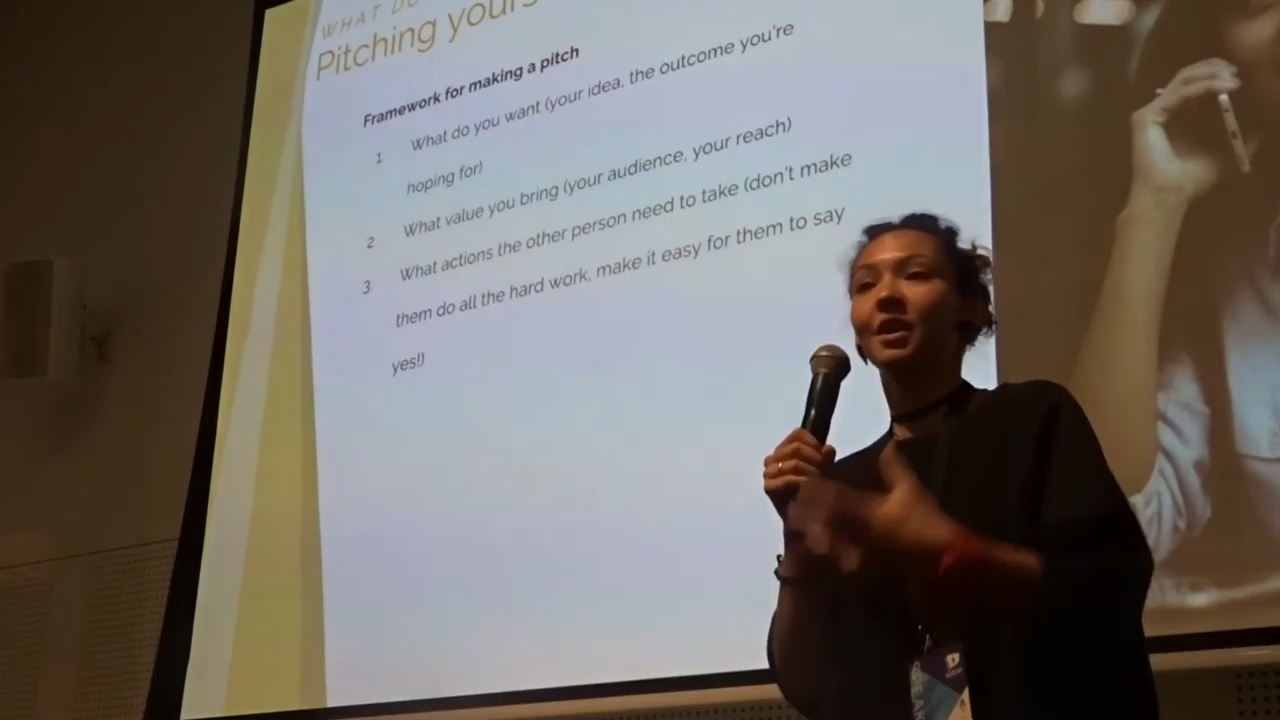 WHAT DO
Pitching yours
Framework for making a pitch
1 What do you want (your idea, the outcome you're
hoping for)
2 What value you bring (your audience, your reach)
3 What actions the other person need to take (don't make
them do all the hard work, make it easy for them to say
yes!)